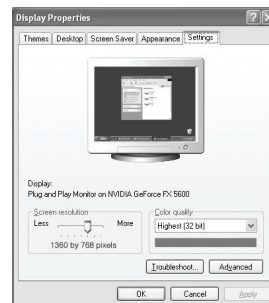 Display Properties
Themes Desktop Screen Saver Appearance Settings
Display:
Plug and Play Monitor on NVIDIA GeForce FX 5600
Screen resolution
Less More
1360 by 768 pixels
Color quality
Highest (32 bit)
Troubleshoot... Advanced
OK Cancel Apply